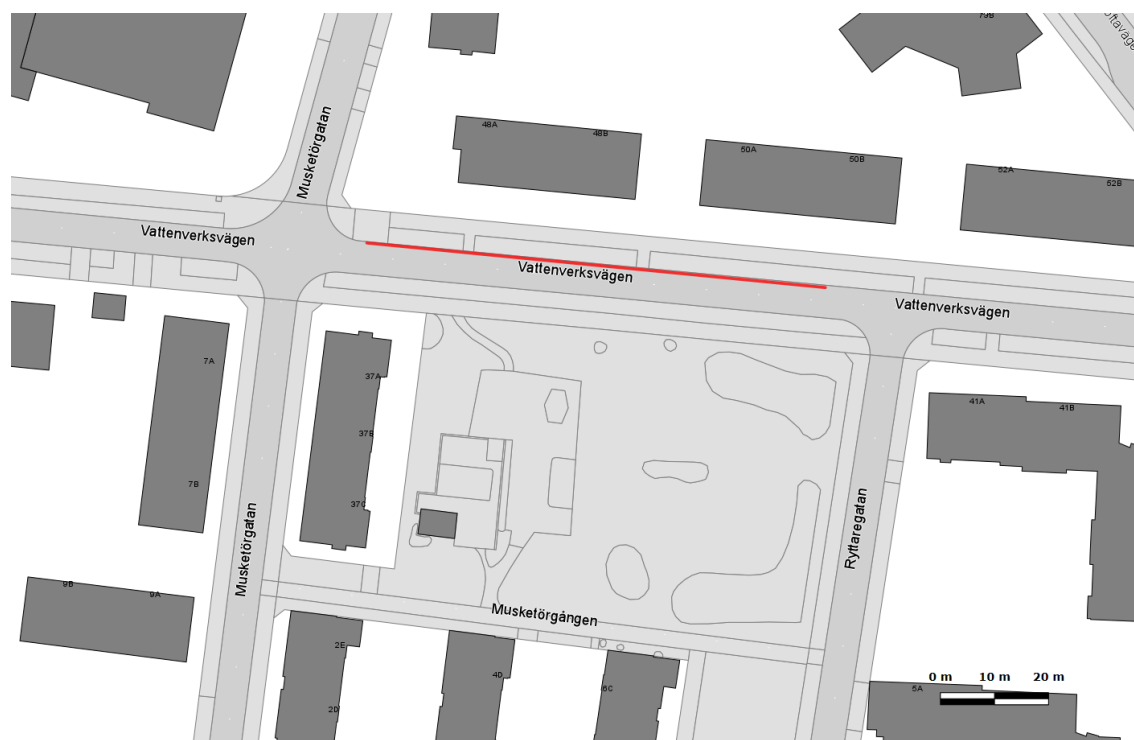 79B
Musketörgatan
48A
48B
50A
50B
52A
52B
Vattenverksvägen
Vattenverksvägen
Vattenverksvägen
7A
37A
41A
41B
37B
7B
37C
Musketörgatan
Ryttaregatan
9B
9A
Musketörgången
2E
4D
6C
5A
2D
0 m 10 m 20 m